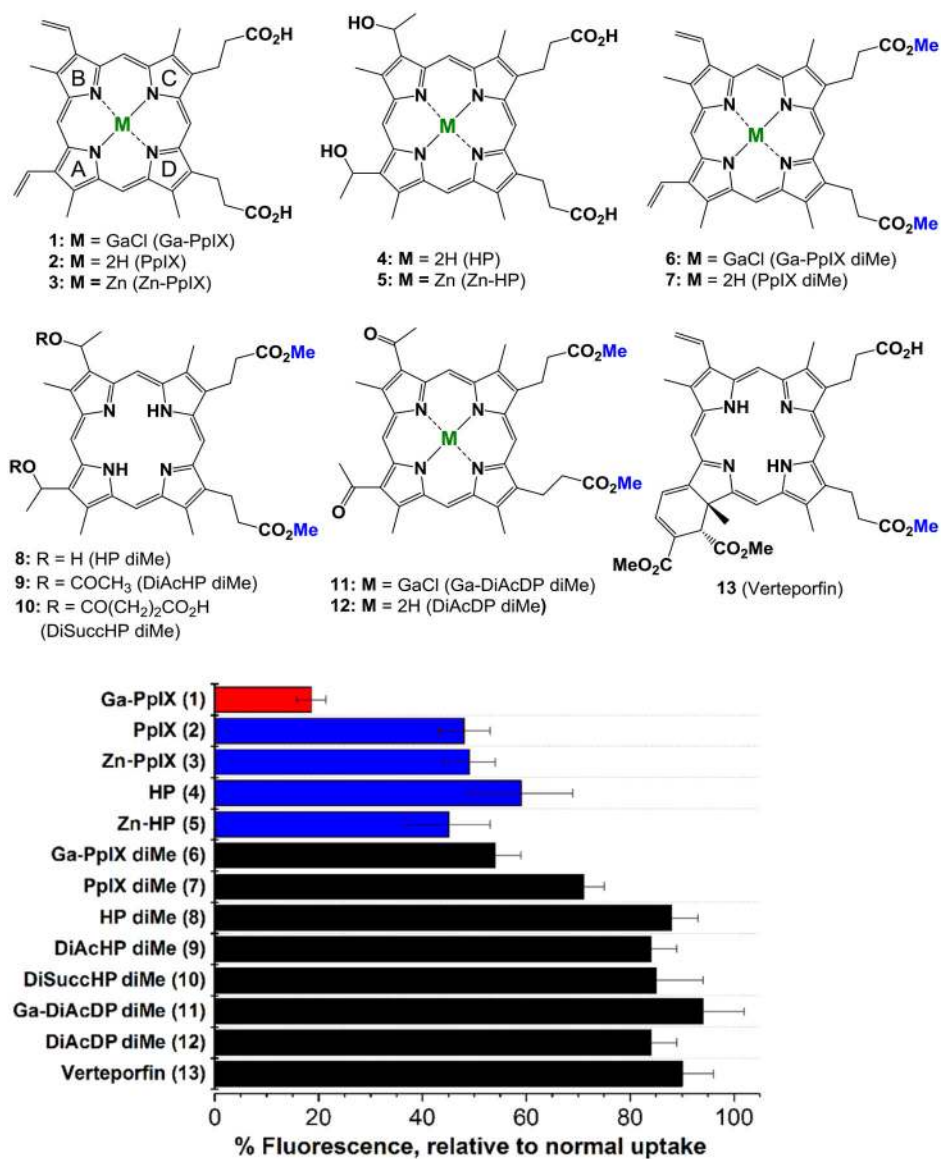 CO₂H
B
C
N
N
M
N
N
A
D
CO₂H
1: M = GaCl (Ga-PpIX)
2: M = 2H (PpIX)
3: M = Zn (Zn-PpIX)
HO
CO₂H
N
N
M
HO
N
N
CO₂H
4: M = 2H (HP)
5: M = Zn (Zn-HP)
CO₂Me
N
N
M
N
N
CO₂Me
6: M = GaCl (Ga-PpIX diMe)
7: M = 2H (PpIX diMe)
RO
CO₂Me
N
HN
RO
NH
N
CO₂Me
8: R = H (HP diMe)
9: R = COCH₃ (DiAcHP diMe)
10: R = CO(CH₂)₂CO₂H
(DiSuccHP diMe)
O
CO₂Me
N
N
M
N
N
CO₂Me
O
11: M = GaCl (Ga-DiAcDP diMe)
12: M = 2H (DiAcDP diMe)
CO₂H
NH
N
N
HN
MeO₂C
CO₂Me
CO₂Me
13 (Verteporfin)
Ga-PpIX (1)
PpIX (2)
Zn-PpIX (3)
HP (4)
Zn-HP (5)
Ga-PpIX diMe (6)
PpIX diMe (7)
HP diMe (8)
DiAcHP diMe (9)
DiSuccHP diMe (10)
Ga-DiAcDP diMe (11)
DiAcDP diMe (12)
Verteporfin (13)
0 20 40 60 80 100
% Fluorescence, relative to normal uptake